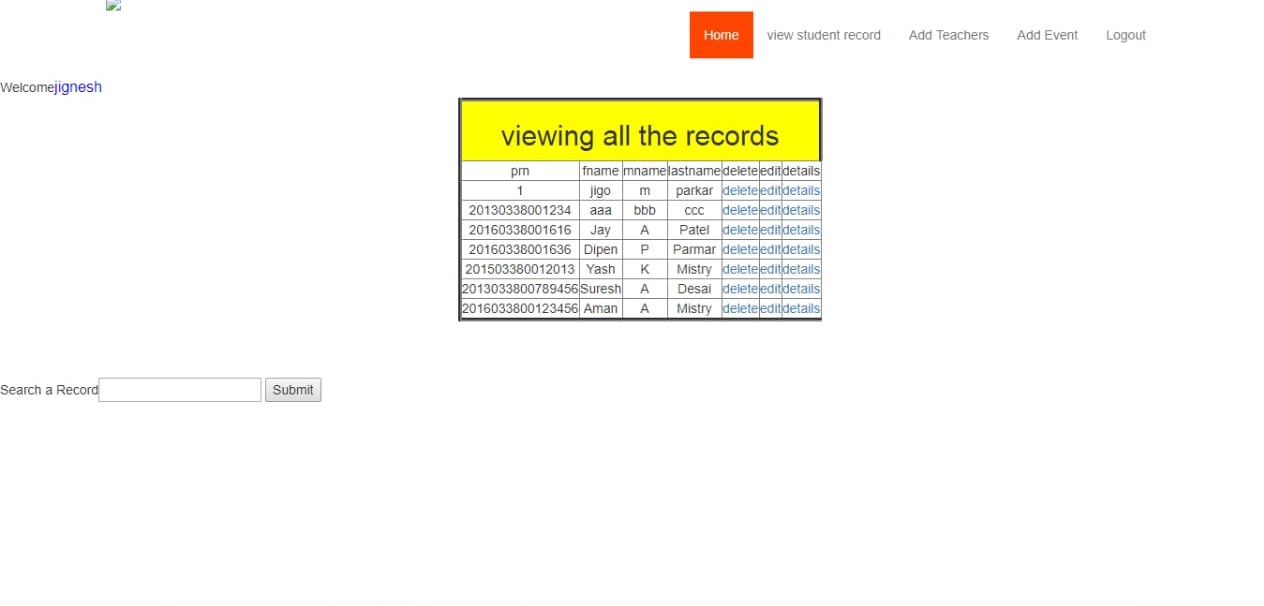 Home view student record Add Teachers Add Event Logout
Welcomejignesh
viewing all the records
prn fname mname lastname delete edit details
1 jigo m parkar delete edit details
20130338001234 aaa bbb ccc delete edit details
20160338001616 Jay A Patel delete edit details
20160338001636 Dipen P Parmar delete edit details
201503380012013 Yash K Mistry delete edit details
2013033800789456 Suresh A Desai delete edit details
2016033800123456 Aman A Mistry delete edit details
Search a Record Submit